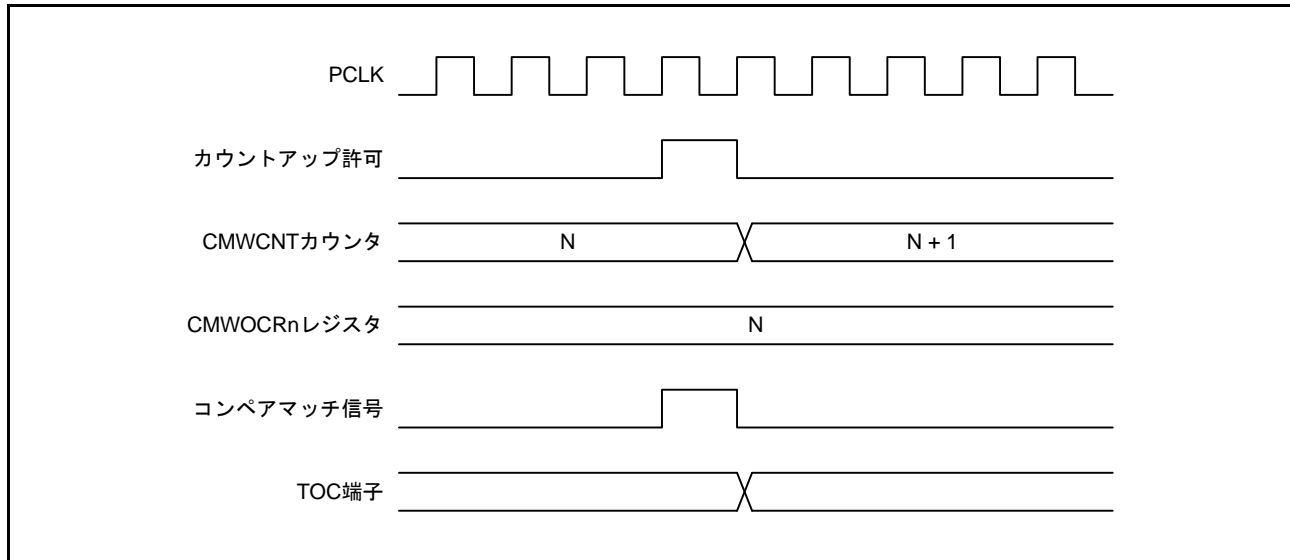 PCLK
カウントアップ許可
CMWCNTカウンタ
N
N + 1
CMWOCRnレジスタ
N
コンペアマッチ信号
TOC端子